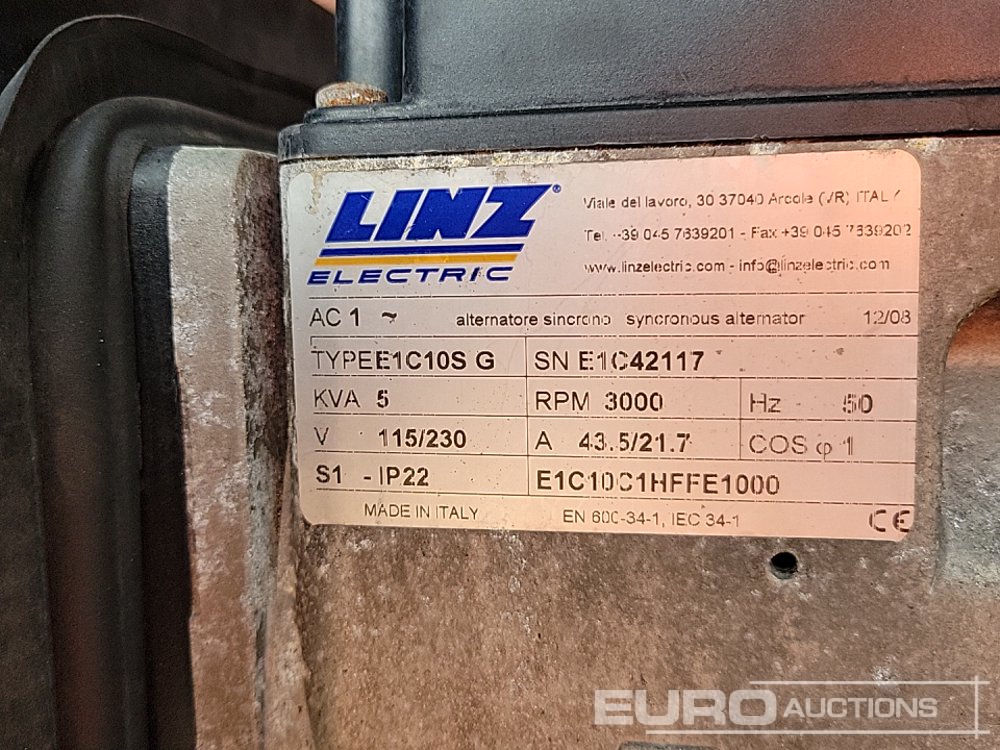 LINZ®
ELECTRIC
Viale del lavoro, 30 37040 Arcole (VR) ITALY
Tel. +39 045 7639201 - Fax +39 045 7639202
www.linzelectric.com - info@linzelectric.com
AC 1 ~ alternatore sincrono syncronous alternator 12/08
TYPE E1C10S G SN E1C42117
KVA 5 RPM 3000 Hz 50
V 115/230 A 43.5/21.7 COS φ 1
S1 - IP22 E1C10C1HFFE1000
MADE IN ITALY EN 600-34-1, IEC 34-1 CE
EURO AUCTIONS